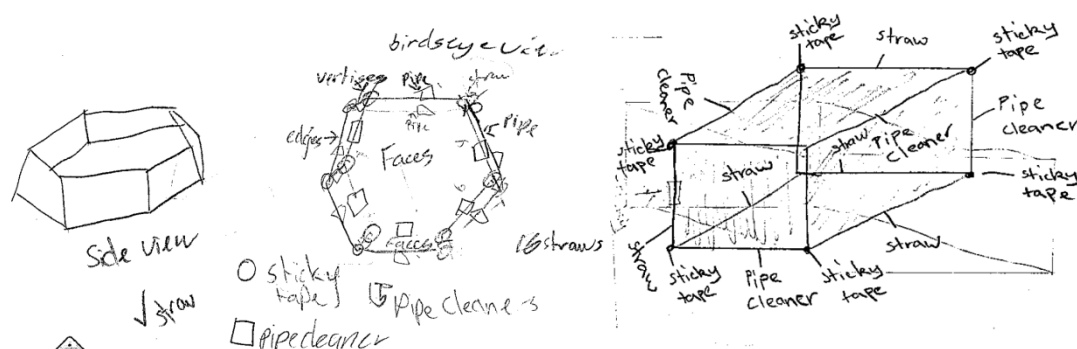 Side view
straw
birdseye view
vertises
pipe
straw
pipe
edges
pipe
Faces
Faces
16 straws
sticky
tape
pipe cleaners
pipecleaner
sticky
tape
straw
sticky
tape
Pipe
cleaner
Pipe
cleaner
sticky
tape
straw
Pipe
cleaner
straw
sticky
tape
straw
straw
sticky
tape
Pipe
cleaner
sticky
tape